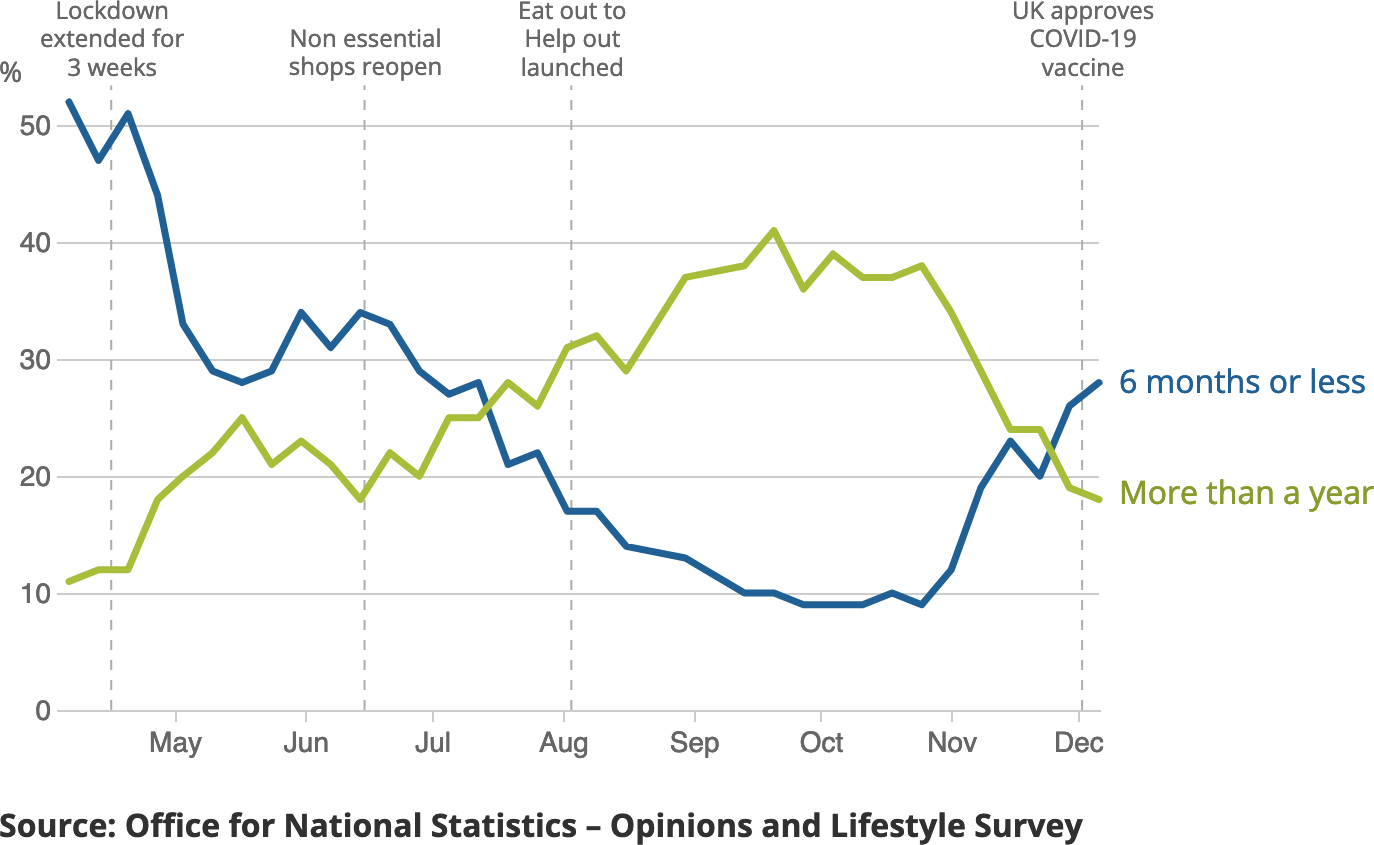 Lockdown
extended for
3 weeks
Non essential
shops reopen
Eat out to
Help out
launched
UK approves
COVID-19
vaccine
%
50
40
30
20
10
0
6 months or less
More than a year
May
Jun
Jul
Aug
Sep
Oct
Nov
Dec
Source: Office for National Statistics – Opinions and Lifestyle Survey